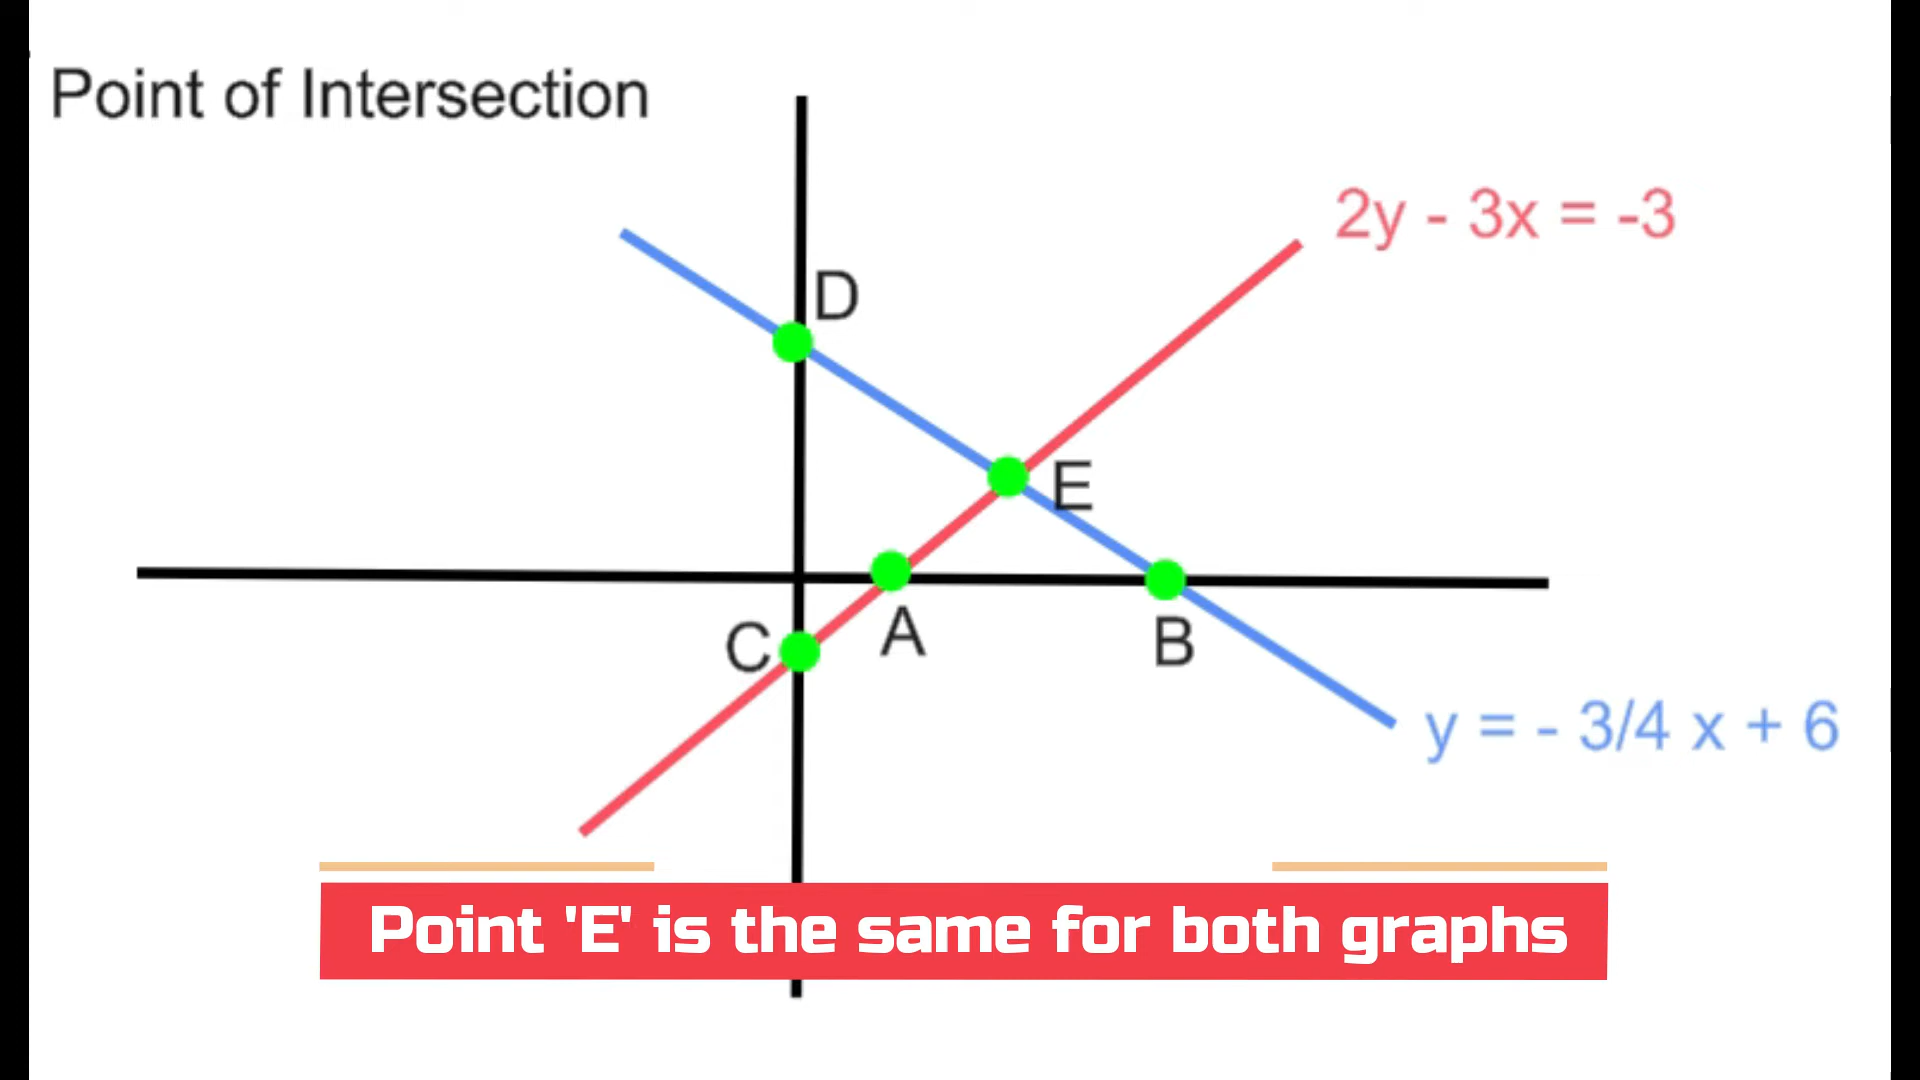 Point of Intersection
2y - 3x = -3
D
E
A
C
B
y = - 3/4 x + 6
Point 'E' is the same for both graphs